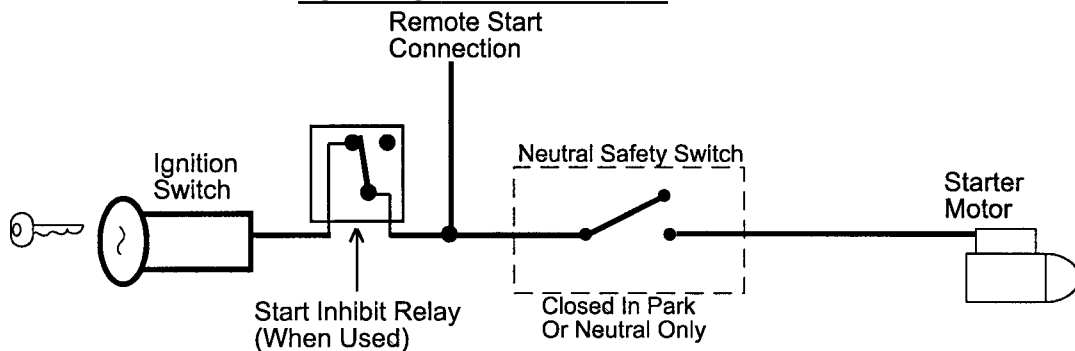 Remote Start
Connection
Ignition
Switch
Neutral Safety Switch
Starter
Motor
Start Inhibit Relay
(When Used)
Closed In Park
Or Neutral Only